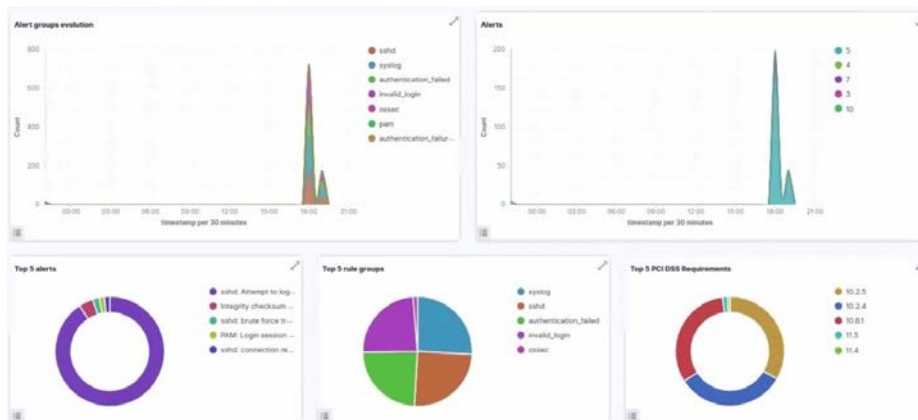 Alert groups evolution
800
600
400
200
0
Count
00:00 03:00 06:00 09:00 12:00 15:00 18:00 21:00
timestamp per 30 minutes
sshd
syslog
authentication_failed
invalid_login
ossec
pam
authentication_failur...
Alerts
200
150
100
50
0
Count
00:00 03:00 06:00 09:00 12:00 15:00 18:00 21:00
timestamp per 30 minutes
5
4
7
3
10
Top 5 alerts
sshd: Attempt to log...
Integrity checksum ...
sshd: brute force tr...
PAM: Login session ...
sshd: connection re...
Top 5 rule groups
syslog
sshd
authentication_failed
invalid_login
ossec
Top 5 PCI DSS Requirements
10.2.5
10.2.4
10.6.1
11.5
11.4